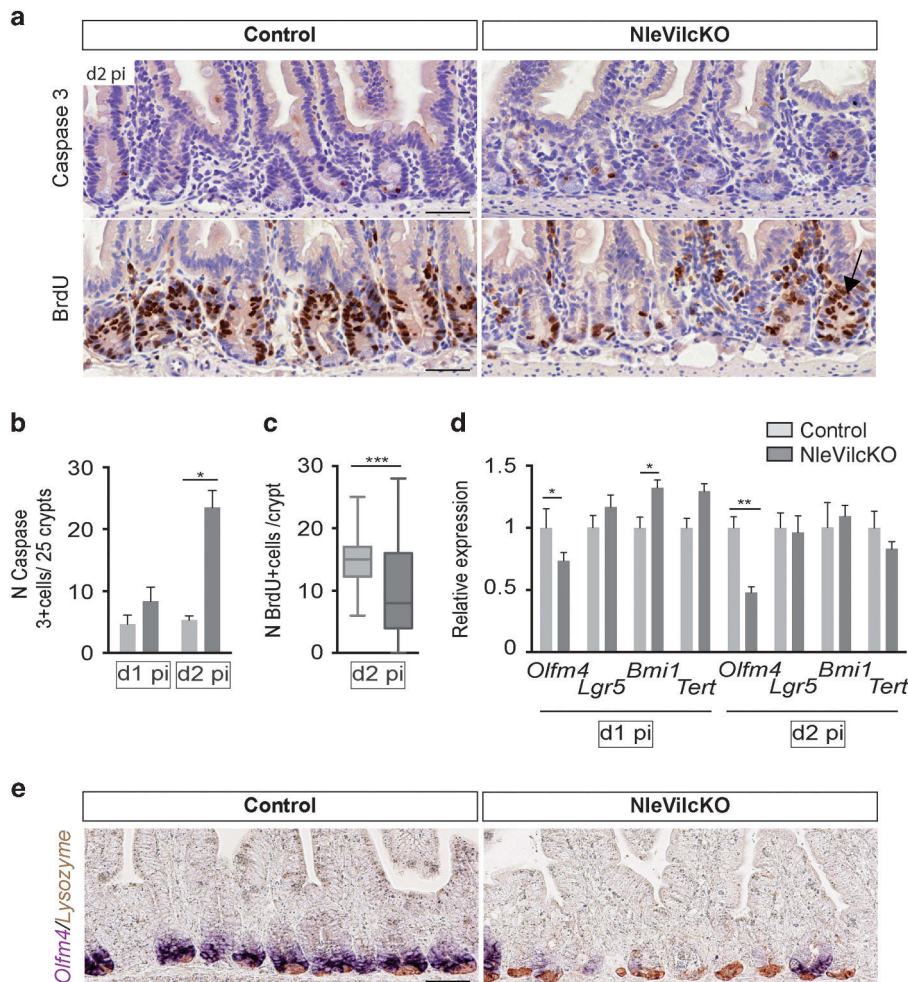 a
Control
NleVilcKO
d2 pi
Caspase 3
BrdU
b
N Caspase
3+cells/ 25 crypts
30
20
10
0
*
d1 pi
d2 pi
c
N BrdU+cells /crypt
30
20
10
0
***
d2 pi
d
Control
NleVilcKO
Relative expression
1.5
1
0.5
0
*
*
**
Olfm4
Lgr5
Bmi1
Tert
Olfm4
Lgr5
Bmi1
Tert
d1 pi
d2 pi
e
Control
NleVilcKO
Olfm4/Lysozyme